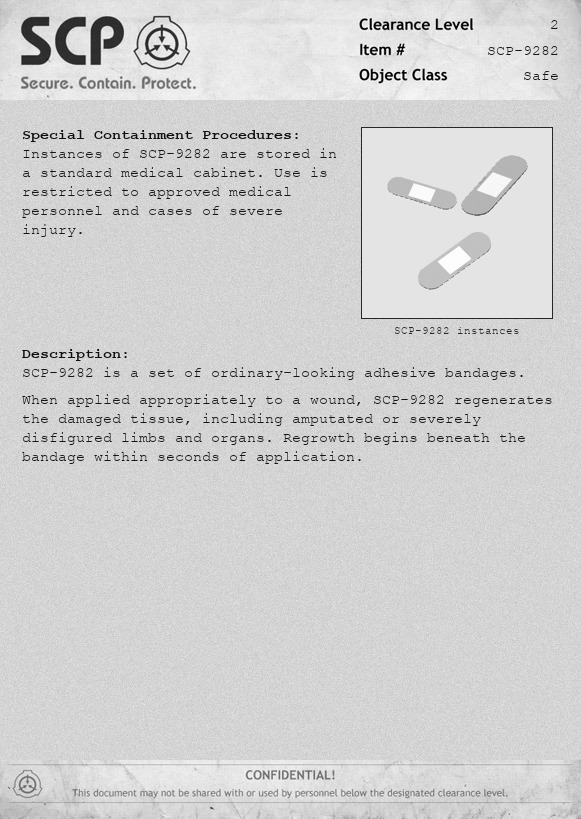 SCP
Secure. Contain. Protect.
Clearance Level 2
Item # SCP-9282
Object Class Safe
Special Containment Procedures:
Instances of SCP-9282 are stored in
a standard medical cabinet. Use is
restricted to approved medical
personnel and cases of severe
injury.
SCP-9282 instances
Description:
SCP-9282 is a set of ordinary-looking adhesive bandages.
When applied appropriately to a wound, SCP-9282 regenerates
the damaged tissue, including amputated or severely
disfigured limbs and organs. Regrowth begins beneath the
bandage within seconds of application.
CONFIDENTIAL!
This document may not be shared with or used by personnel below the designated clearance level.